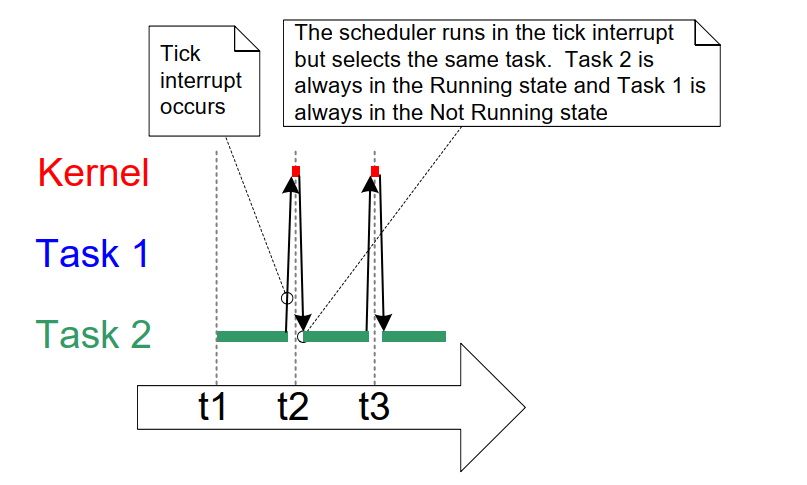 Tick
interrupt
occurs
The scheduler runs in the tick interrupt
but selects the same task.  Task 2 is
always in the Running state and Task 1 is
always in the Not Running state
Kernel
Task 1
Task 2
t1
t2
t3